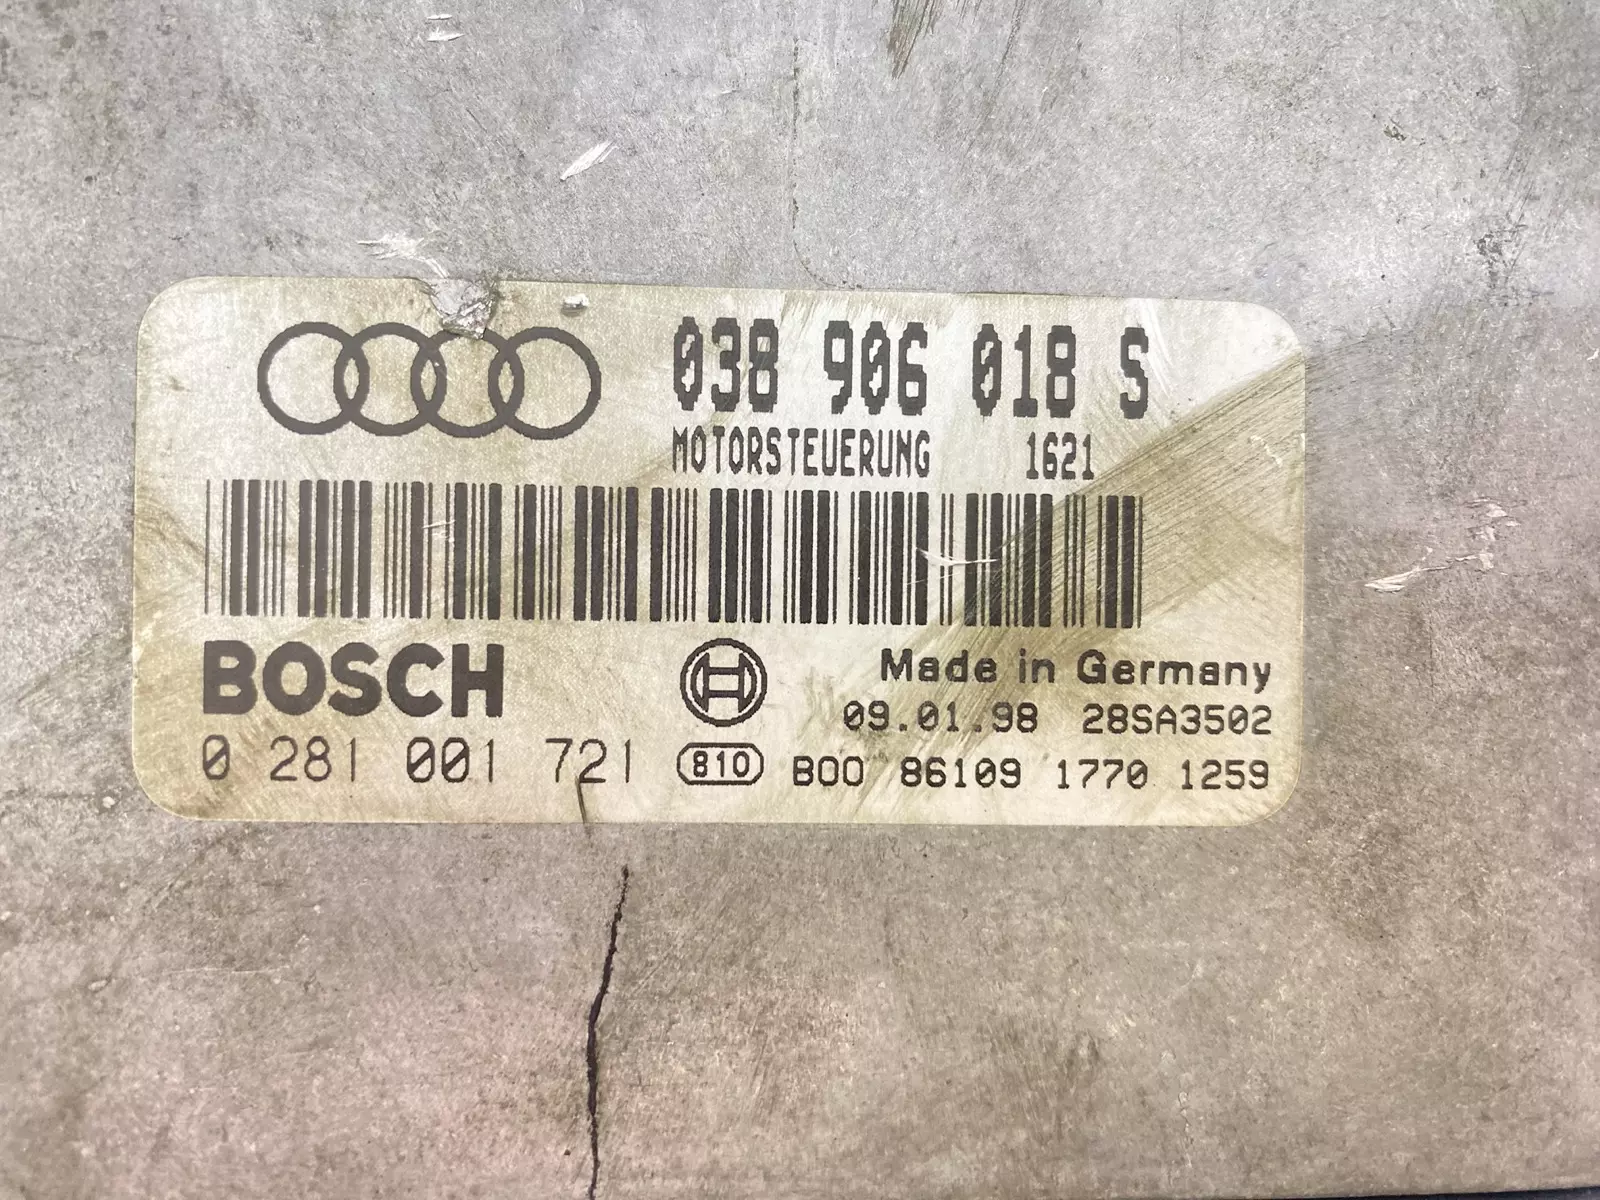 038 906 018 S
MOTORSTEUERUNG 1621
BOSCH
Made in Germany
09.01.98 28SA3502
0 281 001 721 810 B00 86109 1770 1259